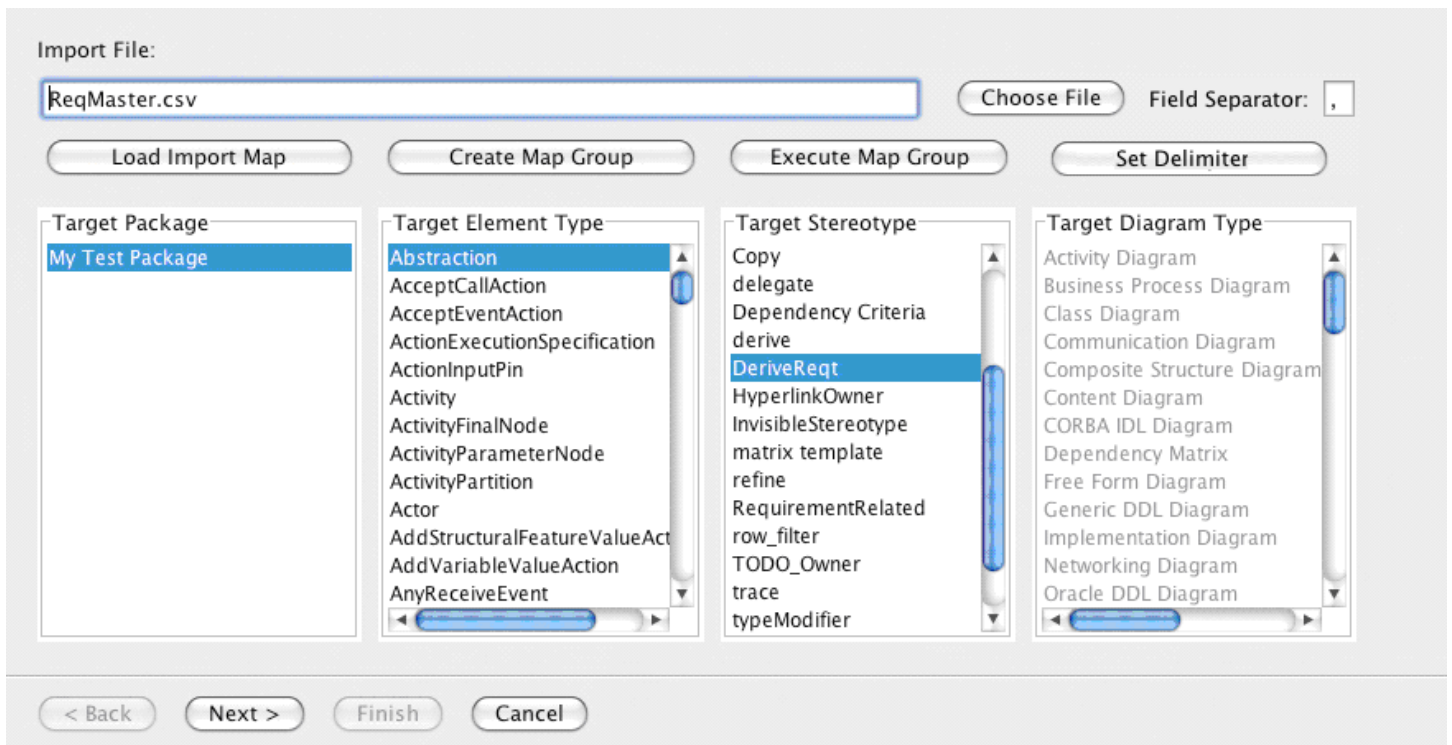 Import File:
ReqMaster.csv
Choose File
Field Separator:
,
Load Import Map
Create Map Group
Execute Map Group
Set Delimiter
Target Package
My Test Package
Target Element Type
Abstraction
AcceptCallAction
AcceptEventAction
ActionExecutionSpecification
ActionInputPin
Activity
ActivityFinalNode
ActivityParameterNode
ActivityPartition
Actor
AddStructuralFeatureValueAct
AddVariableValueAction
AnyReceiveEvent
Target Stereotype
Copy
delegate
Dependency Criteria
derive
DeriveReqt
HyperlinkOwner
InvisibleStereotype
matrix template
refine
RequirementRelated
row_filter
TODO_Owner
trace
typeModifier
Target Diagram Type
Activity Diagram
Business Process Diagram
Class Diagram
Communication Diagram
Composite Structure Diagram
Content Diagram
CORBA IDL Diagram
Dependency Matrix
Free Form Diagram
Generic DDL Diagram
Implementation Diagram
Networking Diagram
Oracle DDL Diagram
< Back
Next >
Finish
Cancel